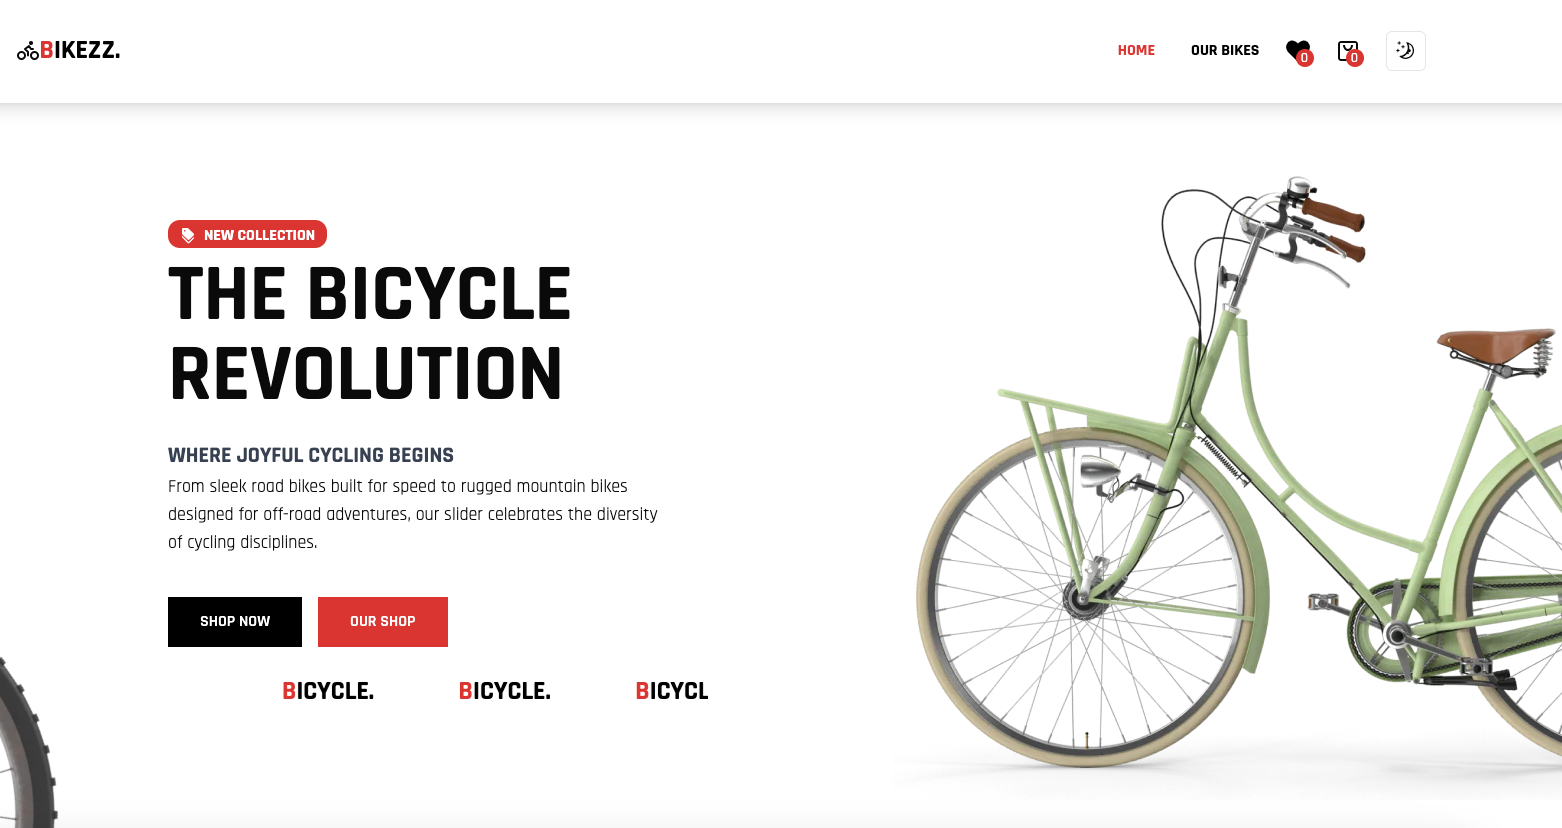 BIKEZZ.
HOME OUR BIKES 0 0
NEW COLLECTION
THE BICYCLE
REVOLUTION
WHERE JOYFUL CYCLING BEGINS
From sleek road bikes built for speed to rugged mountain bikes
designed for off-road adventures, our slider celebrates the diversity
of cycling disciplines.
SHOP NOW OUR SHOP
BICYCLE. BICYCLE. BICYCL